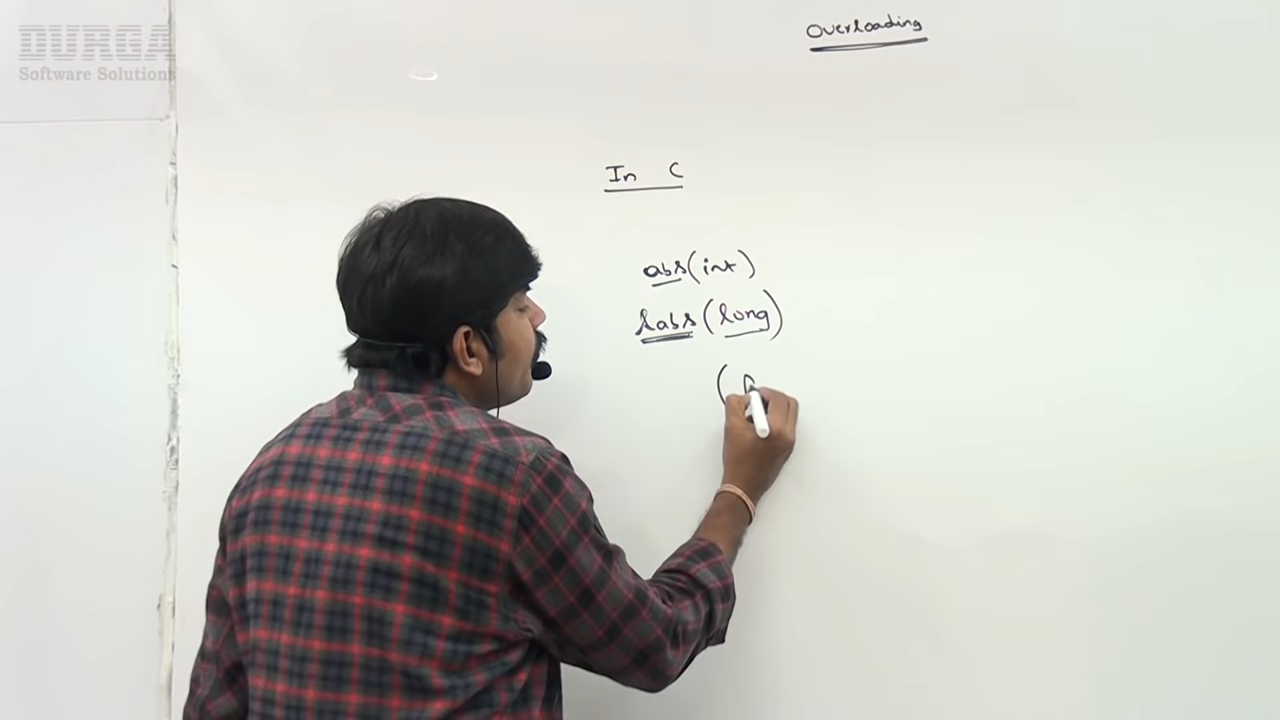 DURGA
Software Solutions
Overloading
In C
abs(int)
labs(long)
(